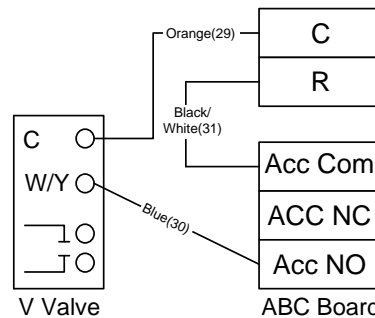 Orange(29)
C
R
Black/
White(31)
C
W/Y
Acc Com
ACC NC
Blue(30)
Acc NO
V Valve
ABC Board